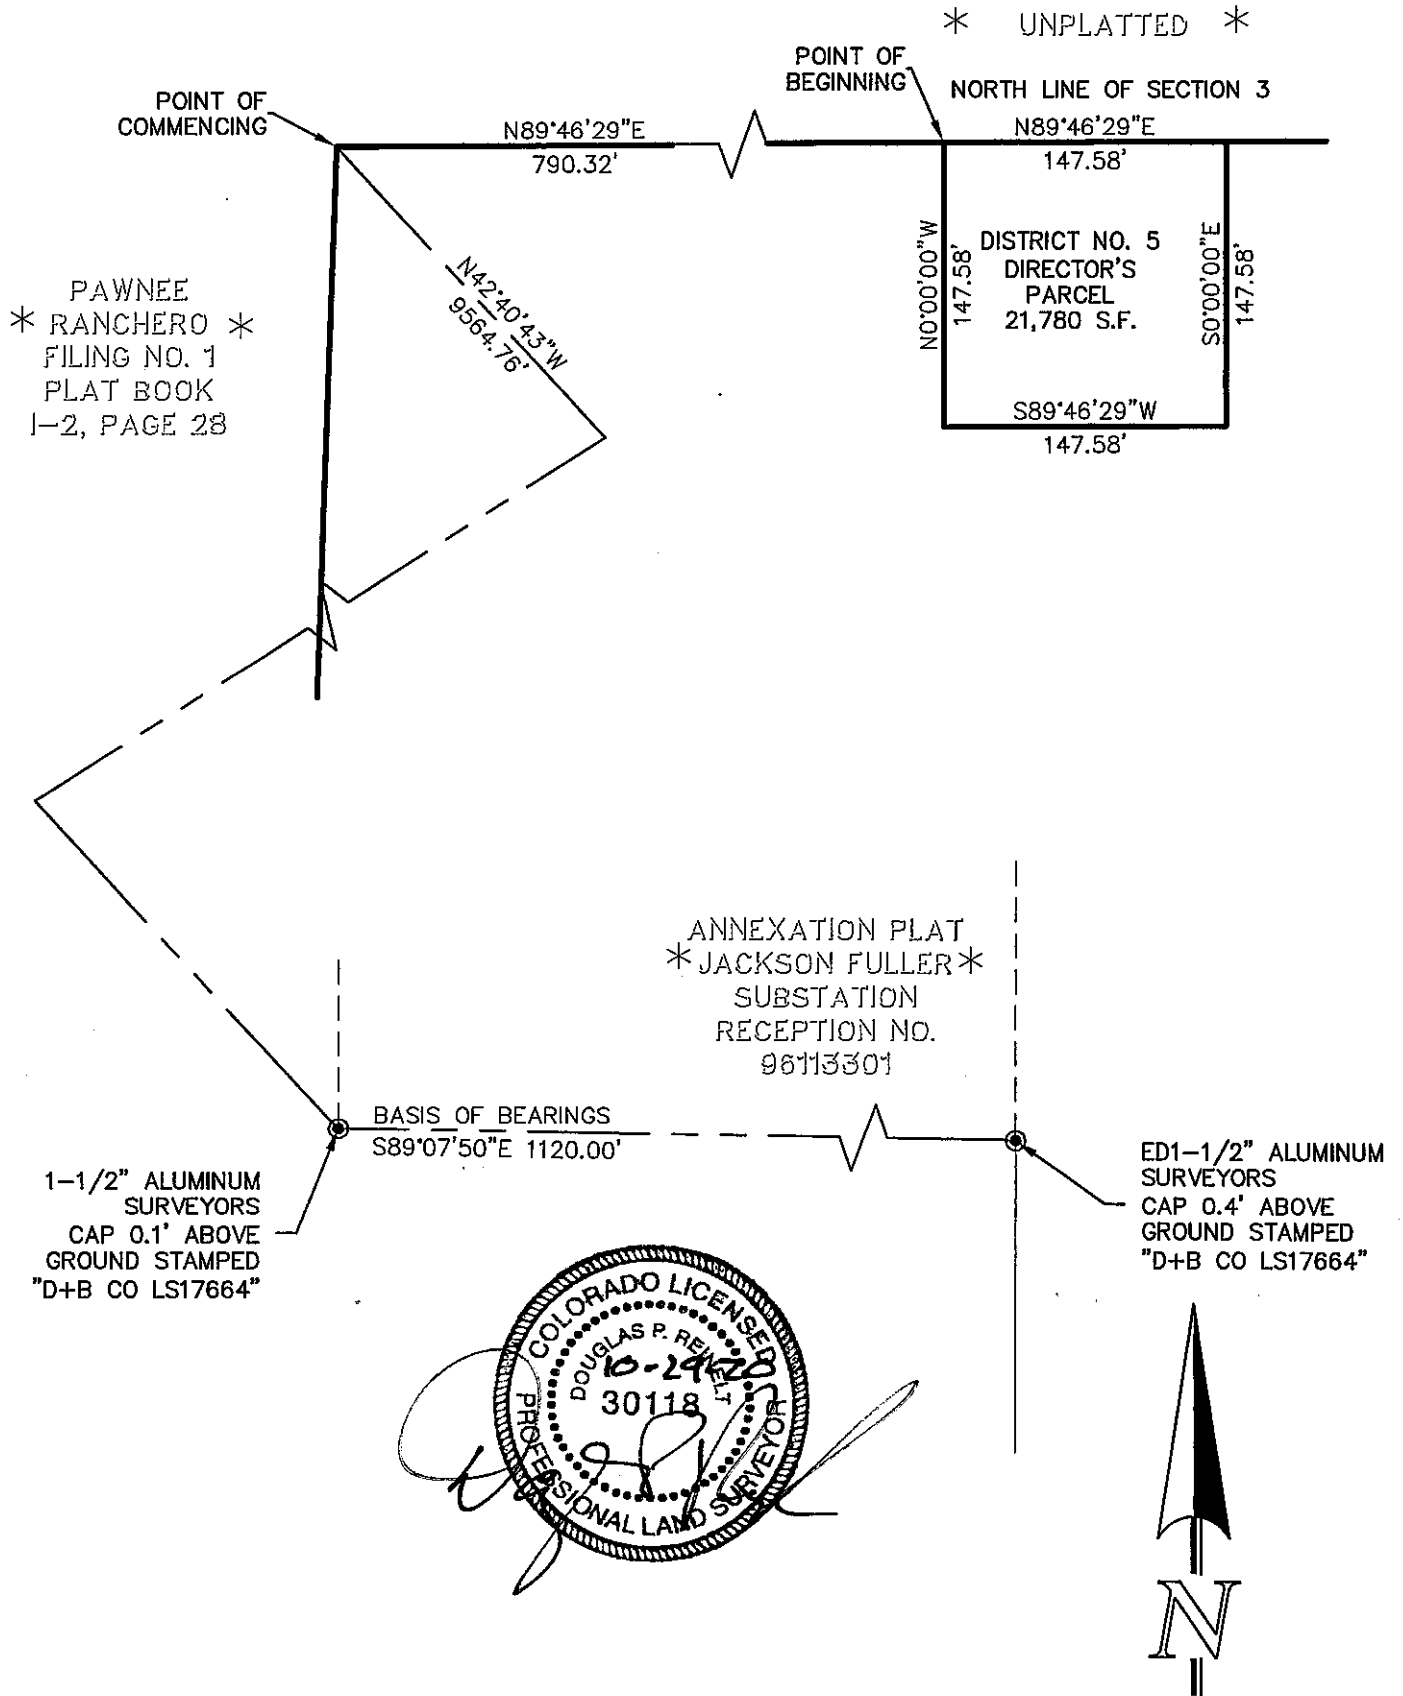 * UNPLATTED *
POINT OF
BEGINNING
NORTH LINE OF SECTION 3
POINT OF
COMMENCING
N89°46'29"E
790.32'
N89°46'29"E
147.58'
N0°00'00"W
147.58'
DISTRICT NO. 5
DIRECTOR'S
PARCEL
21,780 S.F.
S0°00'00"E
147.58'
S89°46'29"W
147.58'
N42°40'43"W
9564.76'
PAWNEE
* RANCHERO *
FILING NO. 1
PLAT BOOK
I-2, PAGE 28
ANNEXATION PLAT
* JACKSON FULLER *
SUBSTATION
RECEPTION NO.
96113301
BASIS OF BEARINGS
S89°07'50"E 1120.00'
1-1/2" ALUMINUM
SURVEYORS
CAP 0.1' ABOVE
GROUND STAMPED
"D+B CO LS17664"
ED1-1/2" ALUMINUM
SURVEYORS
CAP 0.4' ABOVE
GROUND STAMPED
"D+B CO LS17664"
COLORADO LICENSED
DOUGLAS P. REINELT
10-29-20
30118
PROFESSIONAL LAND SURVEYOR
N